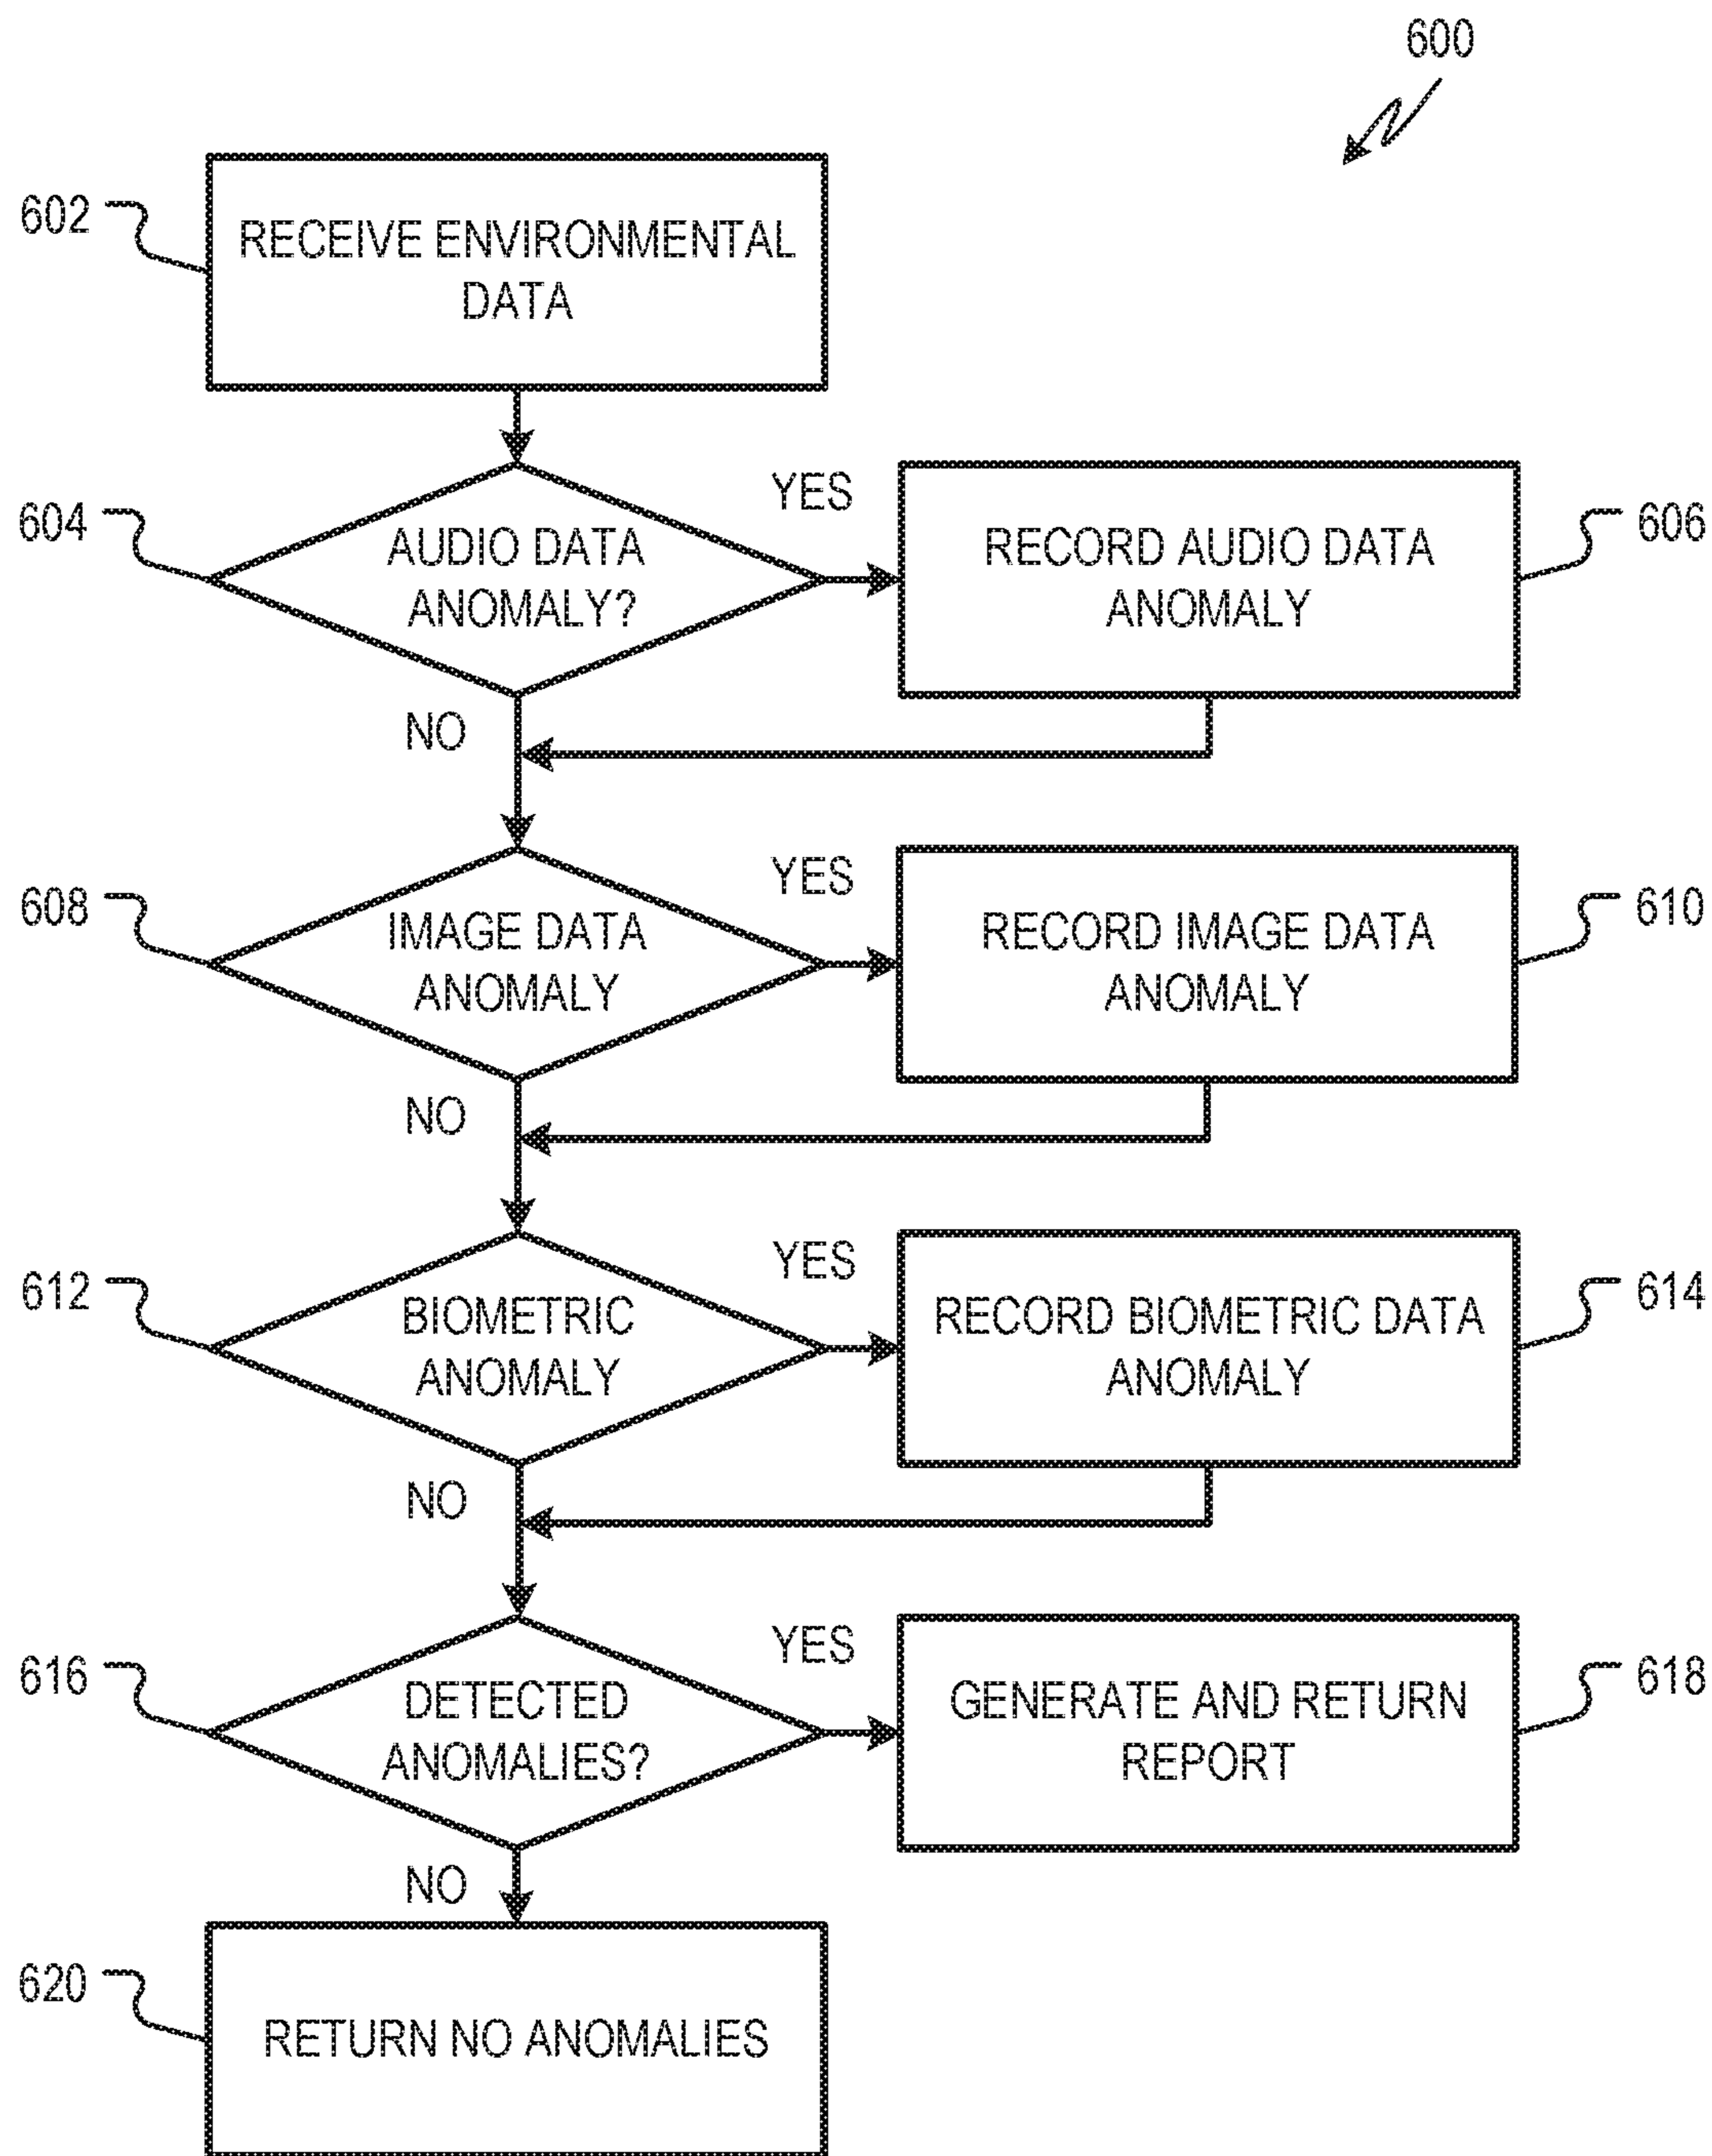 600
602
RECEIVE ENVIRONMENTAL
DATA
604
AUDIO DATA
ANOMALY?
YES
RECORD AUDIO DATA
ANOMALY
606
NO
608
IMAGE DATA
ANOMALY
YES
RECORD IMAGE DATA
ANOMALY
610
NO
612
BIOMETRIC
ANOMALY
YES
RECORD BIOMETRIC DATA
ANOMALY
614
NO
616
DETECTED
ANOMALIES?
YES
GENERATE AND RETURN
REPORT
618
NO
620
RETURN NO ANOMALIES